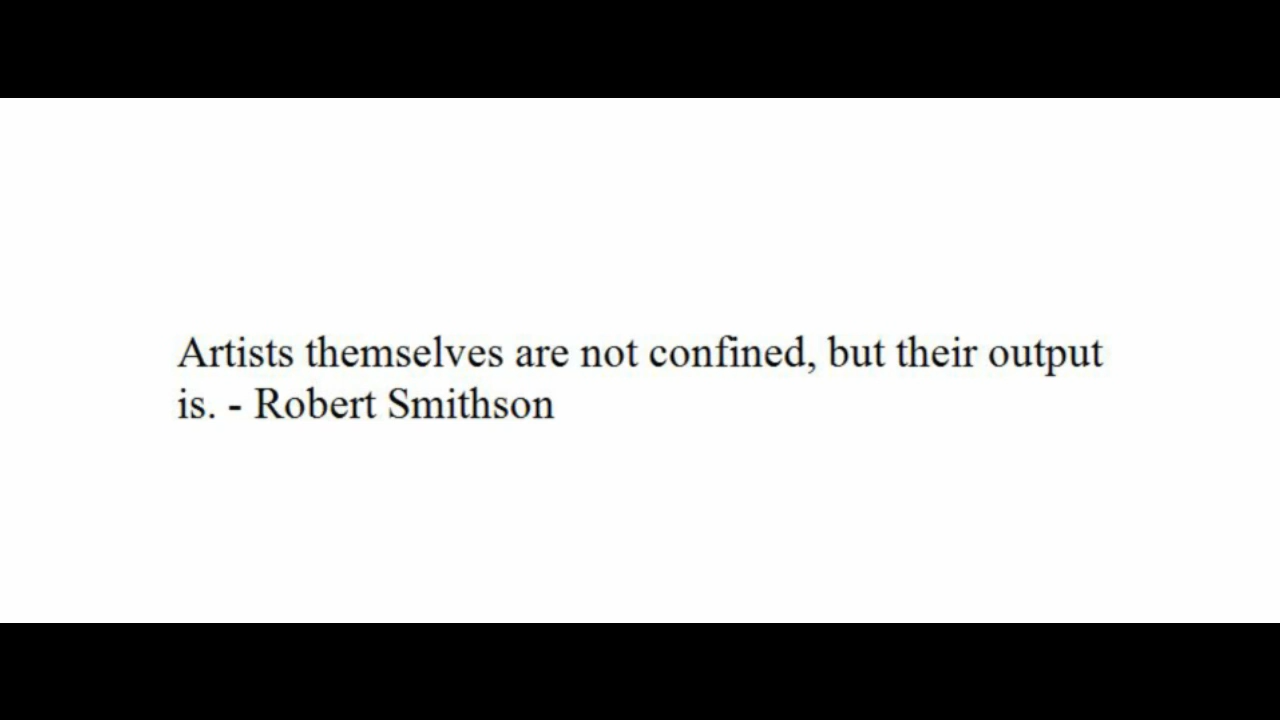 Artists themselves are not confined, but their output
is. - Robert Smithson